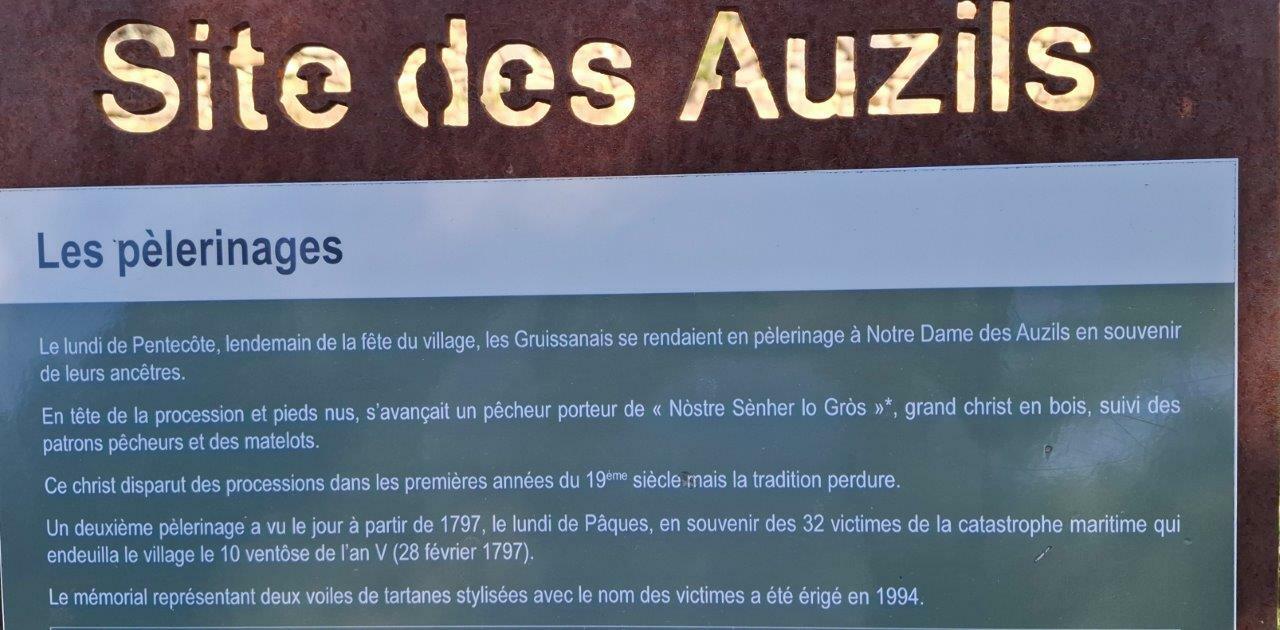 Site des Auzils
Les pèlerinages
Le lundi de Pentecôte, lendemain de la fête du village, les Gruissanais se rendaient en pèlerinage à Notre Dame des Auzils en souvenir
de leurs ancêtres.
En tête de la procession et pieds nus, s’avançait un pêcheur porteur de « Nòstre Sènher lo Gròs »*, grand christ en bois, suivi des
patrons pêcheurs et des matelots.
Ce christ disparut des processions dans les premières années du 19ème siècle mais la tradition perdure.
Un deuxième pèlerinage a vu le jour à partir de 1797, le lundi de Pâques, en souvenir des 32 victimes de la catastrophe maritime qui
endeuilla le village le 10 ventôse de l’an V (28 février 1797).
Le mémorial représentant deux voiles de tartanes stylisées avec le nom des victimes a été érigé en 1994.